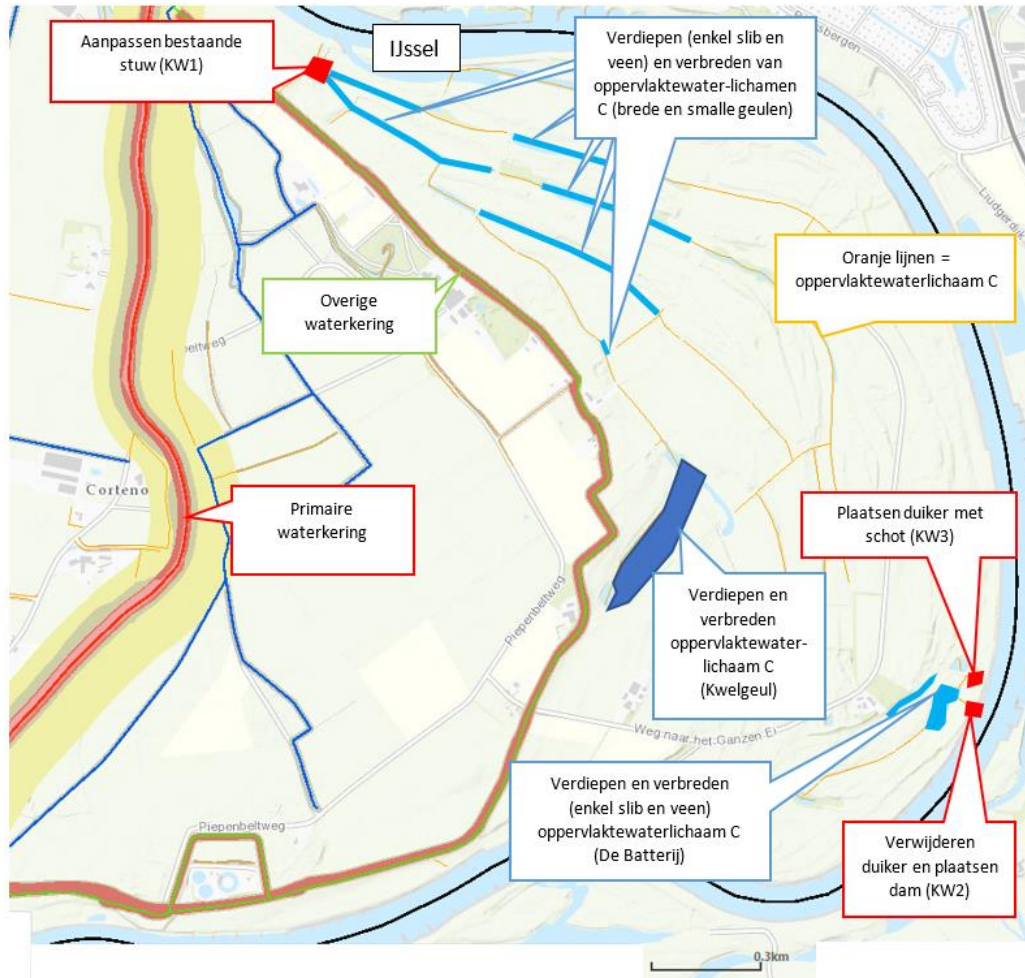 Aanpassen bestaande
stuw (KW1)
IJssel
Verdiepen (enkel slib en
veen) en verbreden van
oppervlaktewater-lichamen
C (brede en smalle geulen)
Liudgerdijk
Oranje lijnen =
oppervlaktewaterlichaam C
Overige
waterkering
Corteno
Primaire
waterkering
Plaatsen duiker met
schot (KW3)
Piepenbeltweg
Verdiepen en
verbreden
oppervlaktewater-
lichaam C
(Kwelgeul)
Weg naar het Ganzen Ei
Verdiepen en verbreden
(enkel slib en veen)
oppervlaktewaterlichaam C
(De Batterij)
Verwijderen
duiker en plaatsen
dam (KW2)
Piepenbeltweg
0.3km